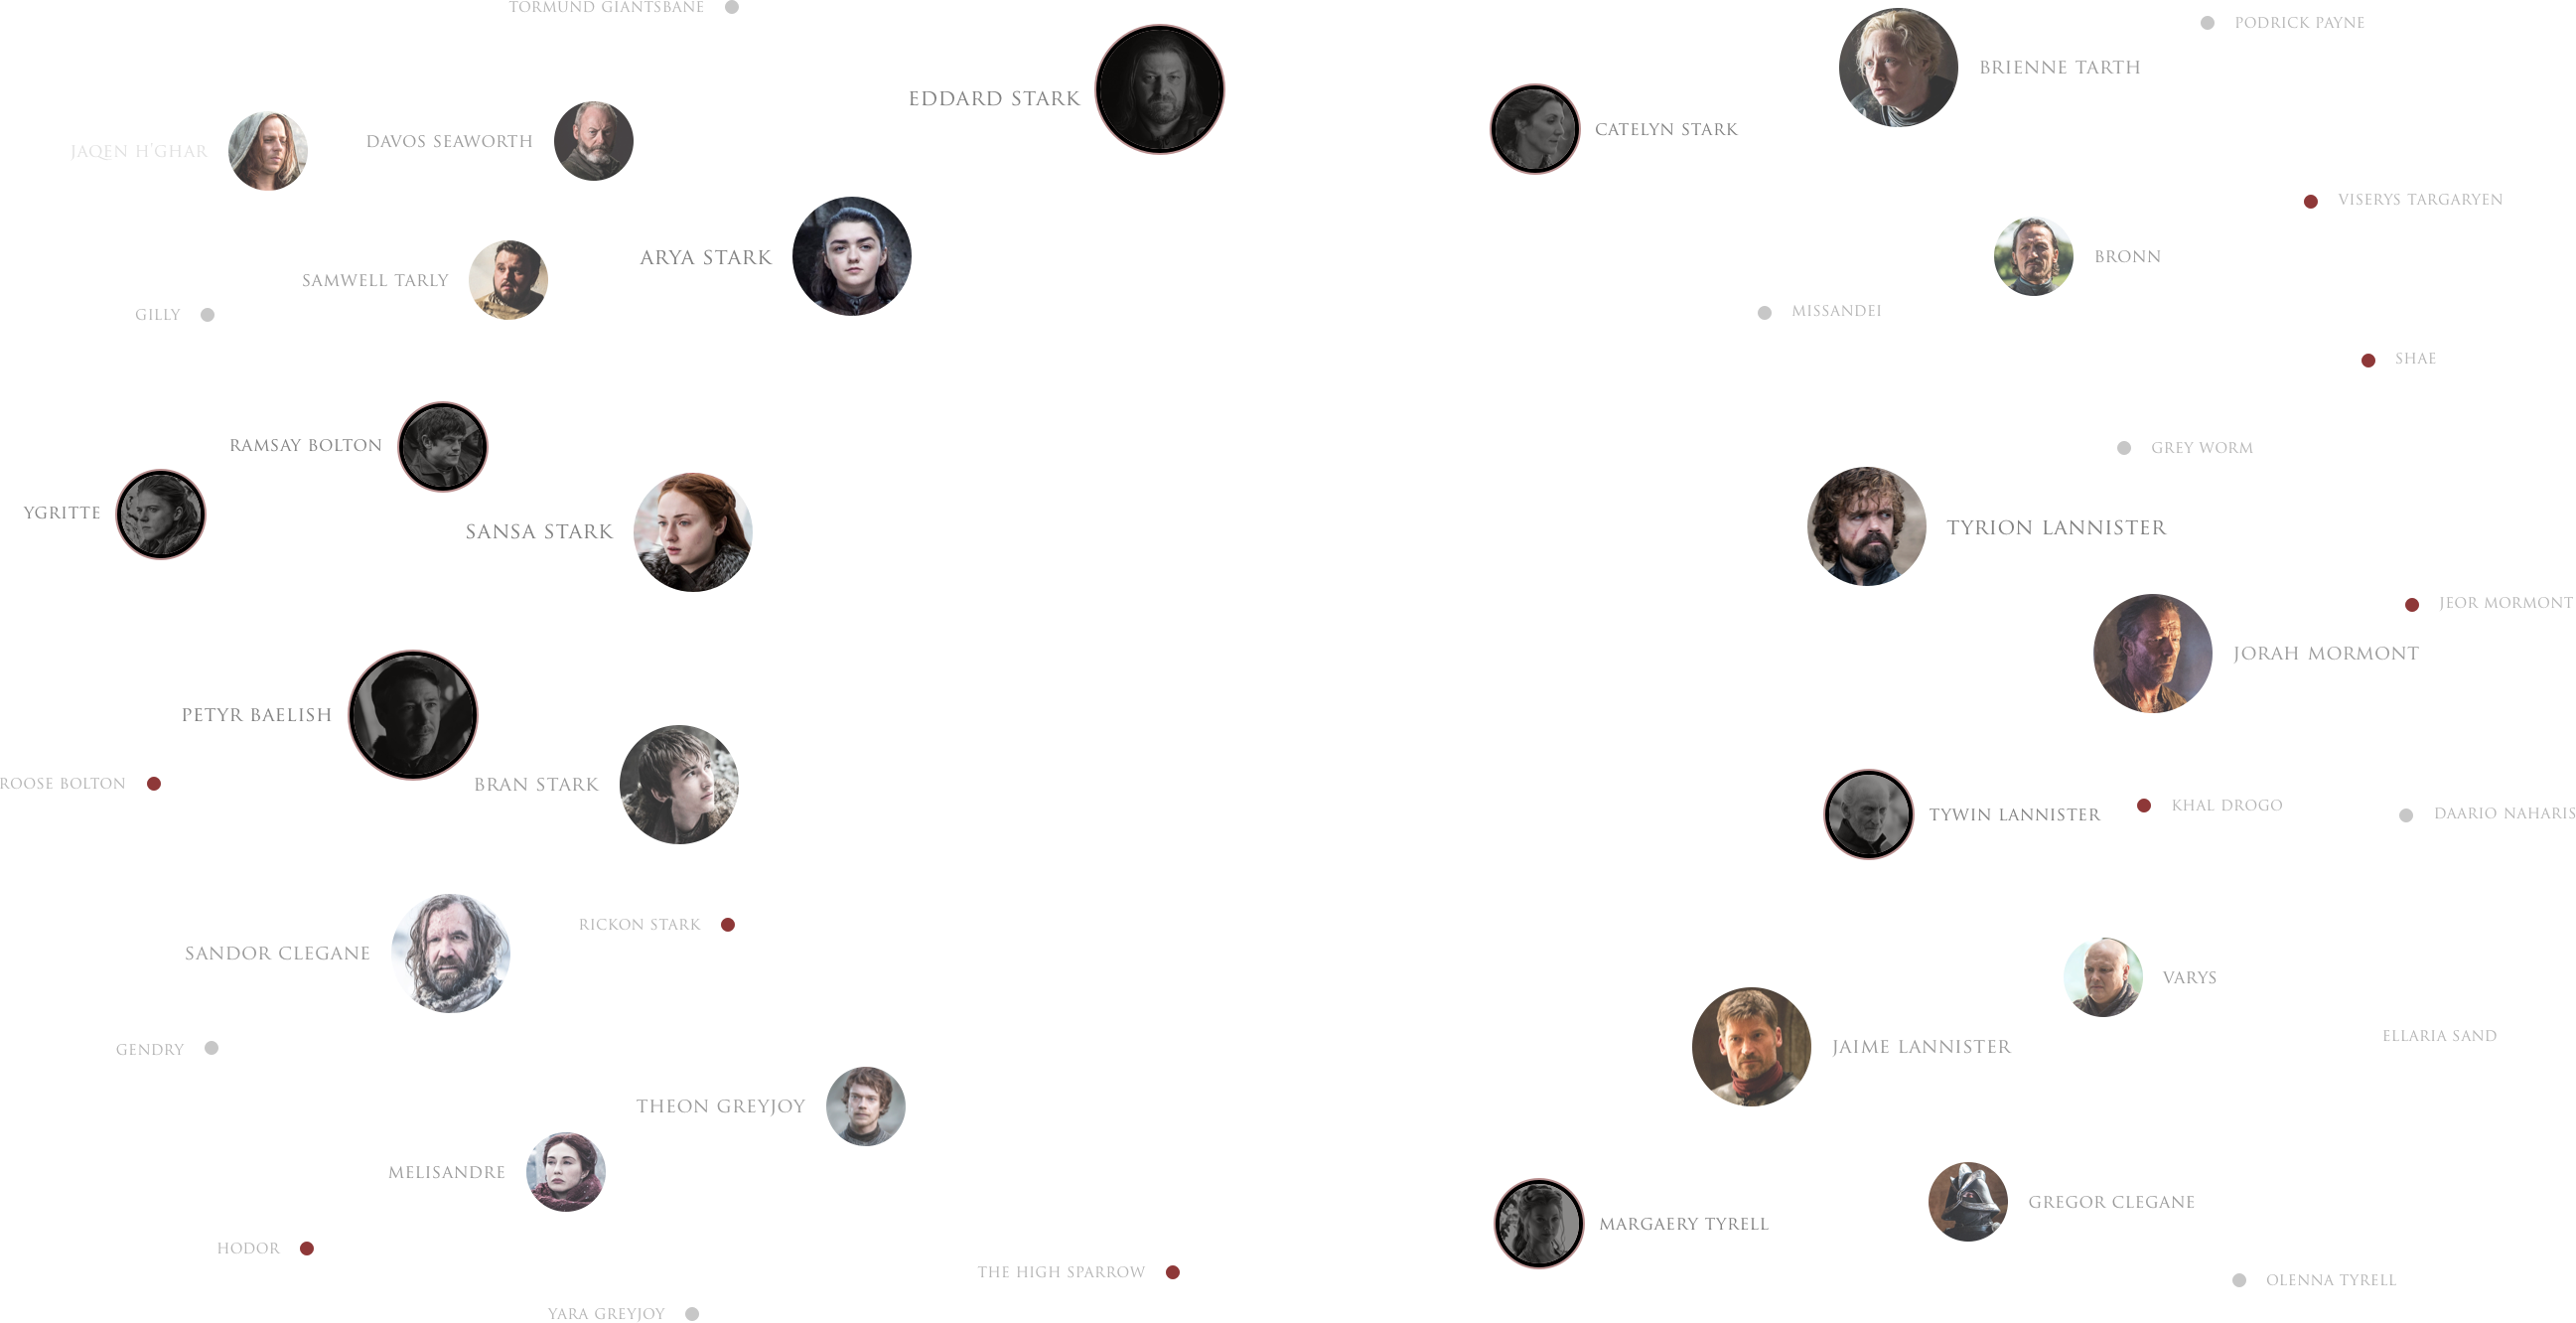 TORMUND GIANTSBANE
PODRICK PAYNE
BRIENNE TARTH
EDDARD STARK
CATELYN STARK
DAVOS SEAWORTH
JAQEN H'GHAR
VISERYS TARGARYEN
ARYA STARK
BRONN
SAMWELL TARLY
GILLY
MISSANDEI
SHAE
RAMSAY BOLTON
GREY WORM
YGRITTE
SANSA STARK
TYRION LANNISTER
JEOR MORMONT
JORAH MORMONT
PETYR BAELISH
ROOSE BOLTON
BRAN STARK
TYWIN LANNISTER
KHAL DROGO
DAARIO NAHARIS
RICKON STARK
SANDOR CLEGANE
VARYS
ELLARIA SAND
GENDRY
JAIME LANNISTER
THEON GREYJOY
MELISANDRE
GREGOR CLEGANE
MARGAERY TYRELL
HODOR
THE HIGH SPARROW
OLENNA TYRELL
YARA GREYJOY